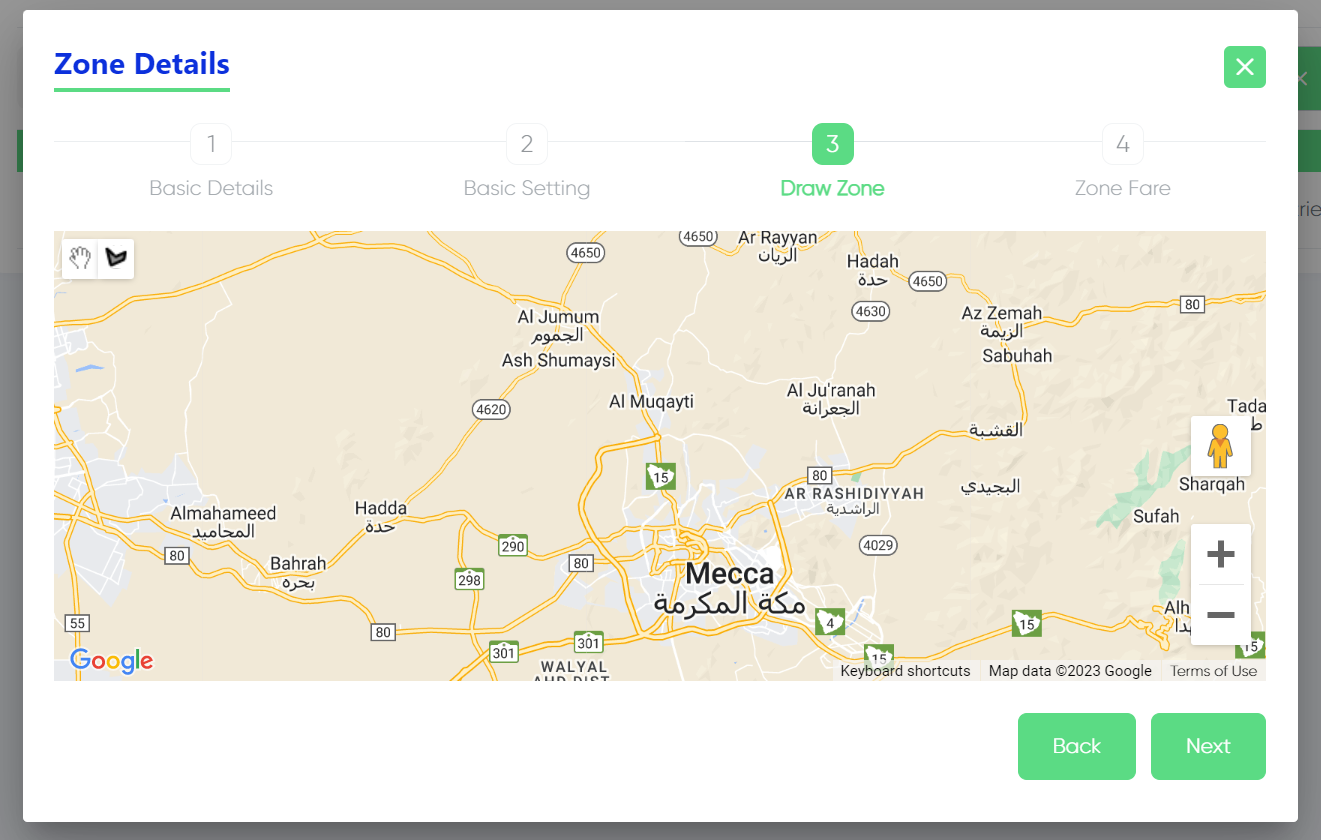 Zone Details
1
2
3
4
Basic Details
Basic Setting
Draw Zone
Zone Fare
4650
Ar Rayyan
الريان
4650
Hadah
حدة
4650
4630
80
Al Jumum
الجموم
Az Zemah
الزيمة
Ash Shumaysi
Sabuhah
Al Muqayti
Al Ju'ranah
الجعرانة
4620
Tada
القشبة
15
80
AR RASHIDIYYAH
الراشدية
البجيدي
Sharqah
Almahameed
المحاميد
Hadda
حدة
Sufah
80
290
80
4029
Bahrah
بحره
298
Mecca
مكة المكرمة
55
80
4
15
Alh
301
301
15
15
WALYAL
AHD DIST
Google
Keyboard shortcuts
Map data ©2023 Google
Terms of Use
Back
Next